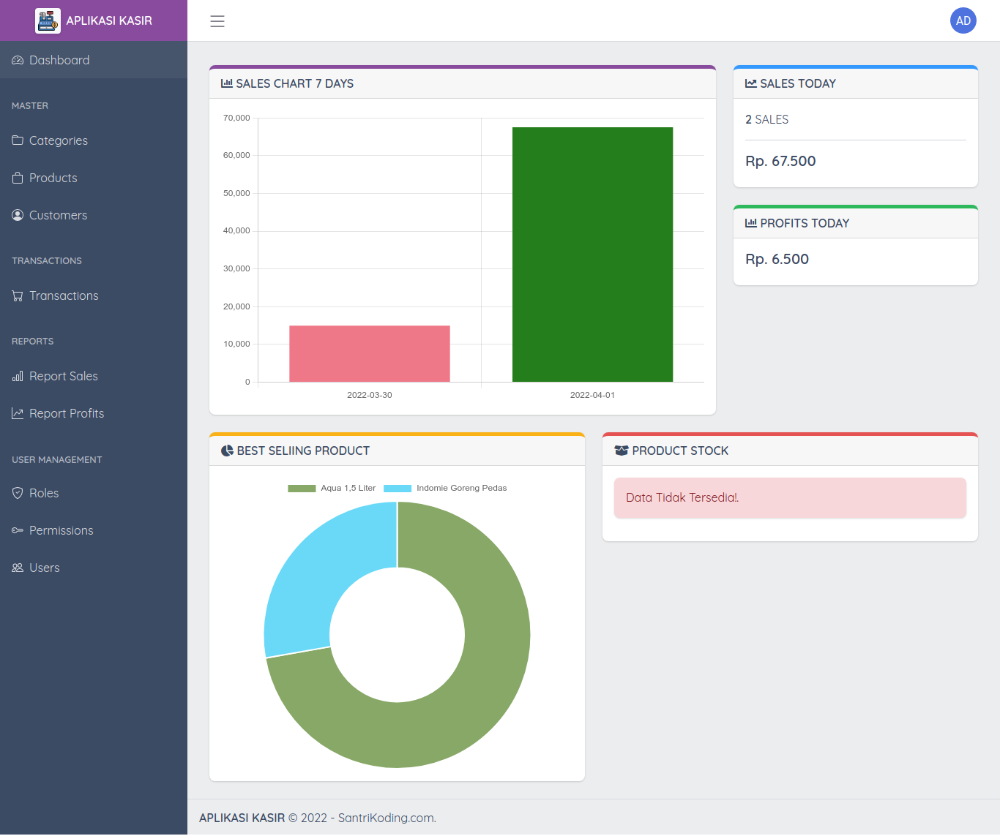 APLIKASI KASIR
AD
Dashboard
MASTER
Categories
Products
Customers
TRANSACTIONS
Transactions
REPORTS
Report Sales
Report Profits
USER MANAGEMENT
Roles
Permissions
Users
SALES CHART 7 DAYS
70,000
60,000
50,000
40,000
30,000
20,000
10,000
0
2022-03-30 2022-04-01
SALES TODAY
2 SALES
Rp. 67.500
PROFITS TODAY
Rp. 6.500
BEST SELIING PRODUCT
Aqua 1,5 Liter Indomie Goreng Pedas
PRODUCT STOCK
Data Tidak Tersedia!.
APLIKASI KASIR © 2022 - SantriKoding.com.